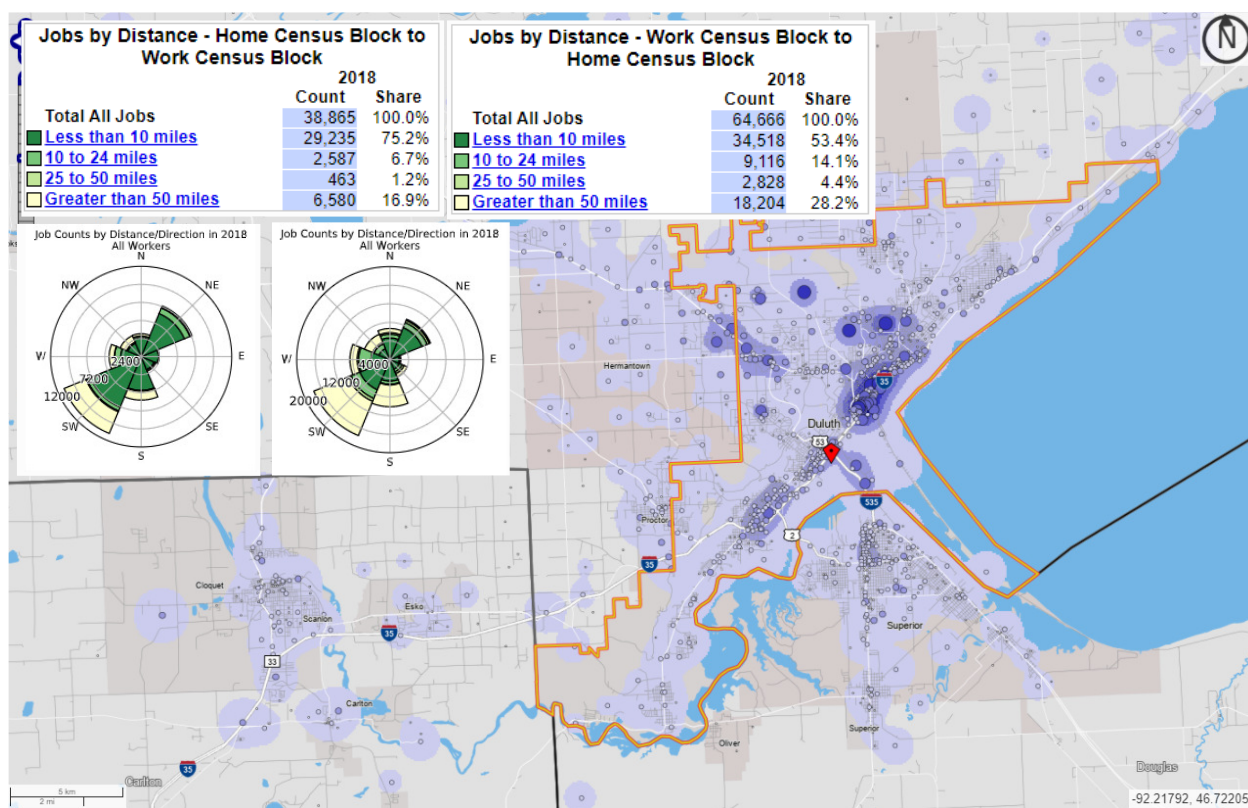 Jobs by Distance - Home Census Block to
Work Census Block
2018
Count Share
Total All Jobs 38,865 100.0%
Less than 10 miles 29,235 75.2%
10 to 24 miles 2,587 6.7%
25 to 50 miles 463 1.2%
Greater than 50 miles 6,580 16.9%
Jobs by Distance - Work Census Block to
Home Census Block
2018
Count Share
Total All Jobs 64,666 100.0%
Less than 10 miles 34,518 53.4%
10 to 24 miles 9,116 14.1%
25 to 50 miles 2,828 4.4%
Greater than 50 miles 18,204 28.2%
N
Job Counts by Distance/Direction in 2018
All Workers
N
NW NE
W E
2400
7200
12000
SW SE
S
Job Counts by Distance/Direction in 2018
All Workers
N
NW NE
W E
4000
12000
20000
SW SE
S
Hermantown
35
Duluth
53
535
Proctor
2
35
Cloquet
Esko
Scanlon
35
Superior
33
Carlton
Superior
Oliver
35
Carlton
Douglas
5 km
2 mi
-92.21792, 46.72205